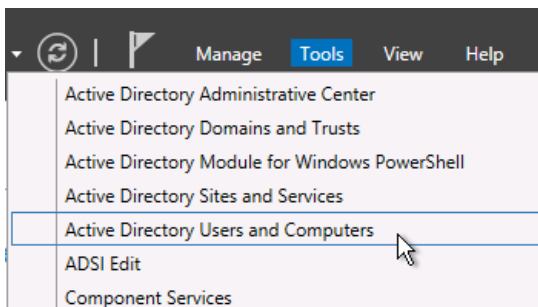 Manage Tools View Help
Active Directory Administrative Center
Active Directory Domains and Trusts
Active Directory Module for Windows PowerShell
Active Directory Sites and Services
Active Directory Users and Computers
ADSI Edit
Component Services